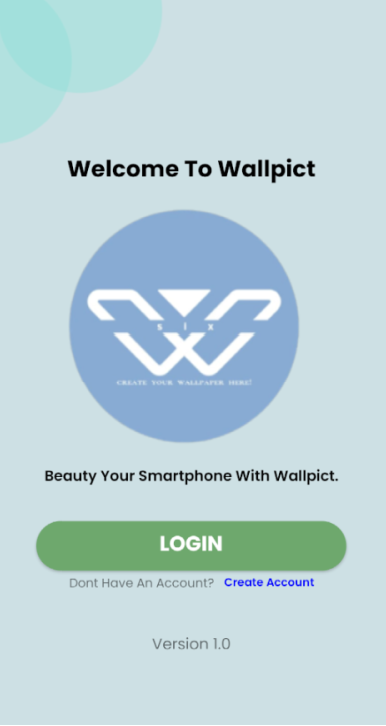 Welcome To Wallpict
s i x
CREATE YOUR WALLPAPER HERE!
Beauty Your Smartphone With Wallpict.
LOGIN
Dont Have An Account? Create Account
Version 1.0